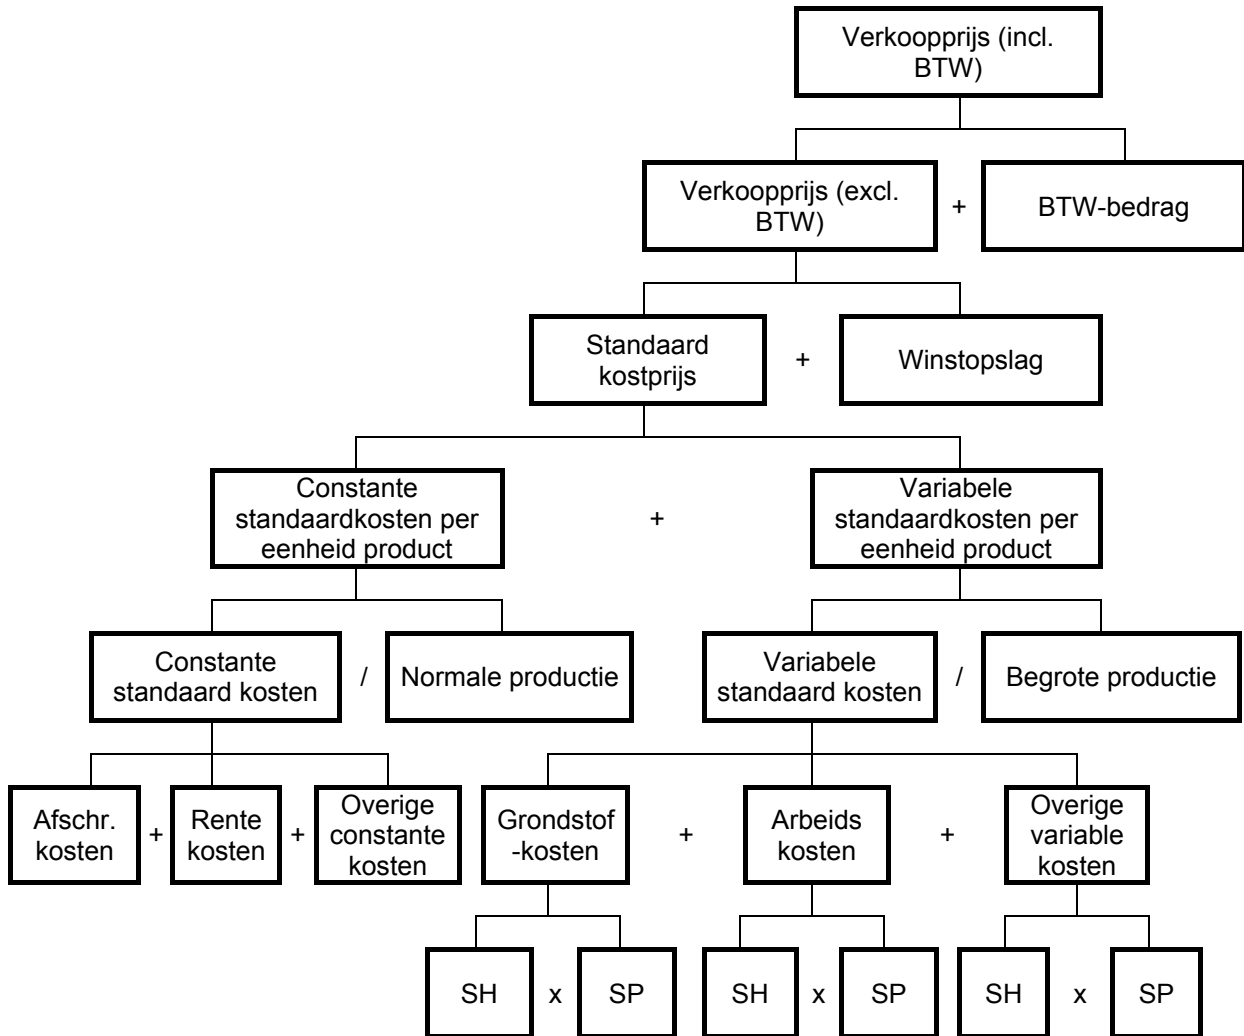 Verkoopprijs (incl.
BTW)
Verkoopprijs (excl.
BTW)
+
BTW-bedrag
Standaard
kostprijs
+
Winstopslag
Constante
standaardkosten per
eenheid product
+
Variabele
standaardkosten per
eenheid product
Constante
standaard kosten
/
Normale productie
Variabele
standaard kosten
/
Begrote productie
Afschr.
kosten
+
Rente
kosten
+
Overige
constante
kosten
Grondstof
-kosten
+
Arbeids
kosten
+
Overige
variable
kosten
SH
x
SP
SH
x
SP
SH
x
SP